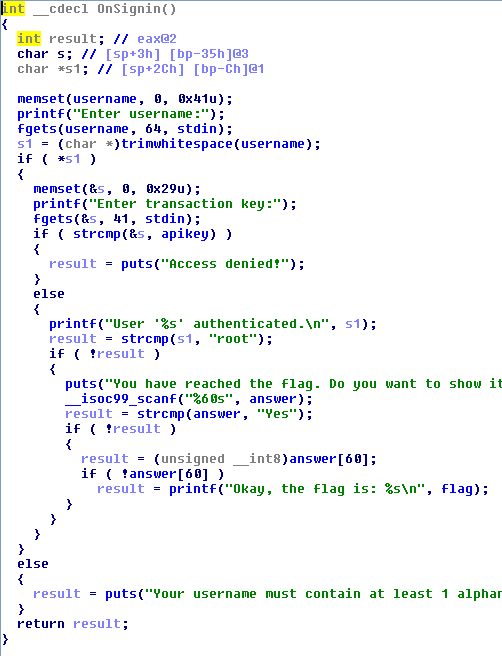 int __cdecl OnSignin()
{
int result; // eax@2
char s; // [sp+3h] [bp-35h]@3
char *s1; // [sp+2Ch] [bp-Ch]@1
memset(username, 0, 0x41u);
printf("Enter username:");
fgets(username, 64, stdin);
s1 = (char *)trimwhitespace(username);
if ( *s1 )
{
memset(&s, 0, 0x29u);
printf("Enter transaction key:");
fgets(&s, 41, stdin);
if ( strcmp(&s, apikey) )
{
result = puts("Access denied!");
}
else
{
printf("User '%s' authenticated.\n", s1);
result = strcmp(s1, "root");
if ( !result )
{
puts("You have reached the flag. Do you want to show it
__isoc99_scanf("%60s", answer);
result = strcmp(answer, "Yes");
if ( !result )
{
result = (unsigned __int8)answer[60];
if ( !answer[60] )
result = printf("Okay, the flag is: %s\n", flag);
}
}
}
}
else
{
result = puts("Your username must contain at least 1 alphan
}
return result;
}